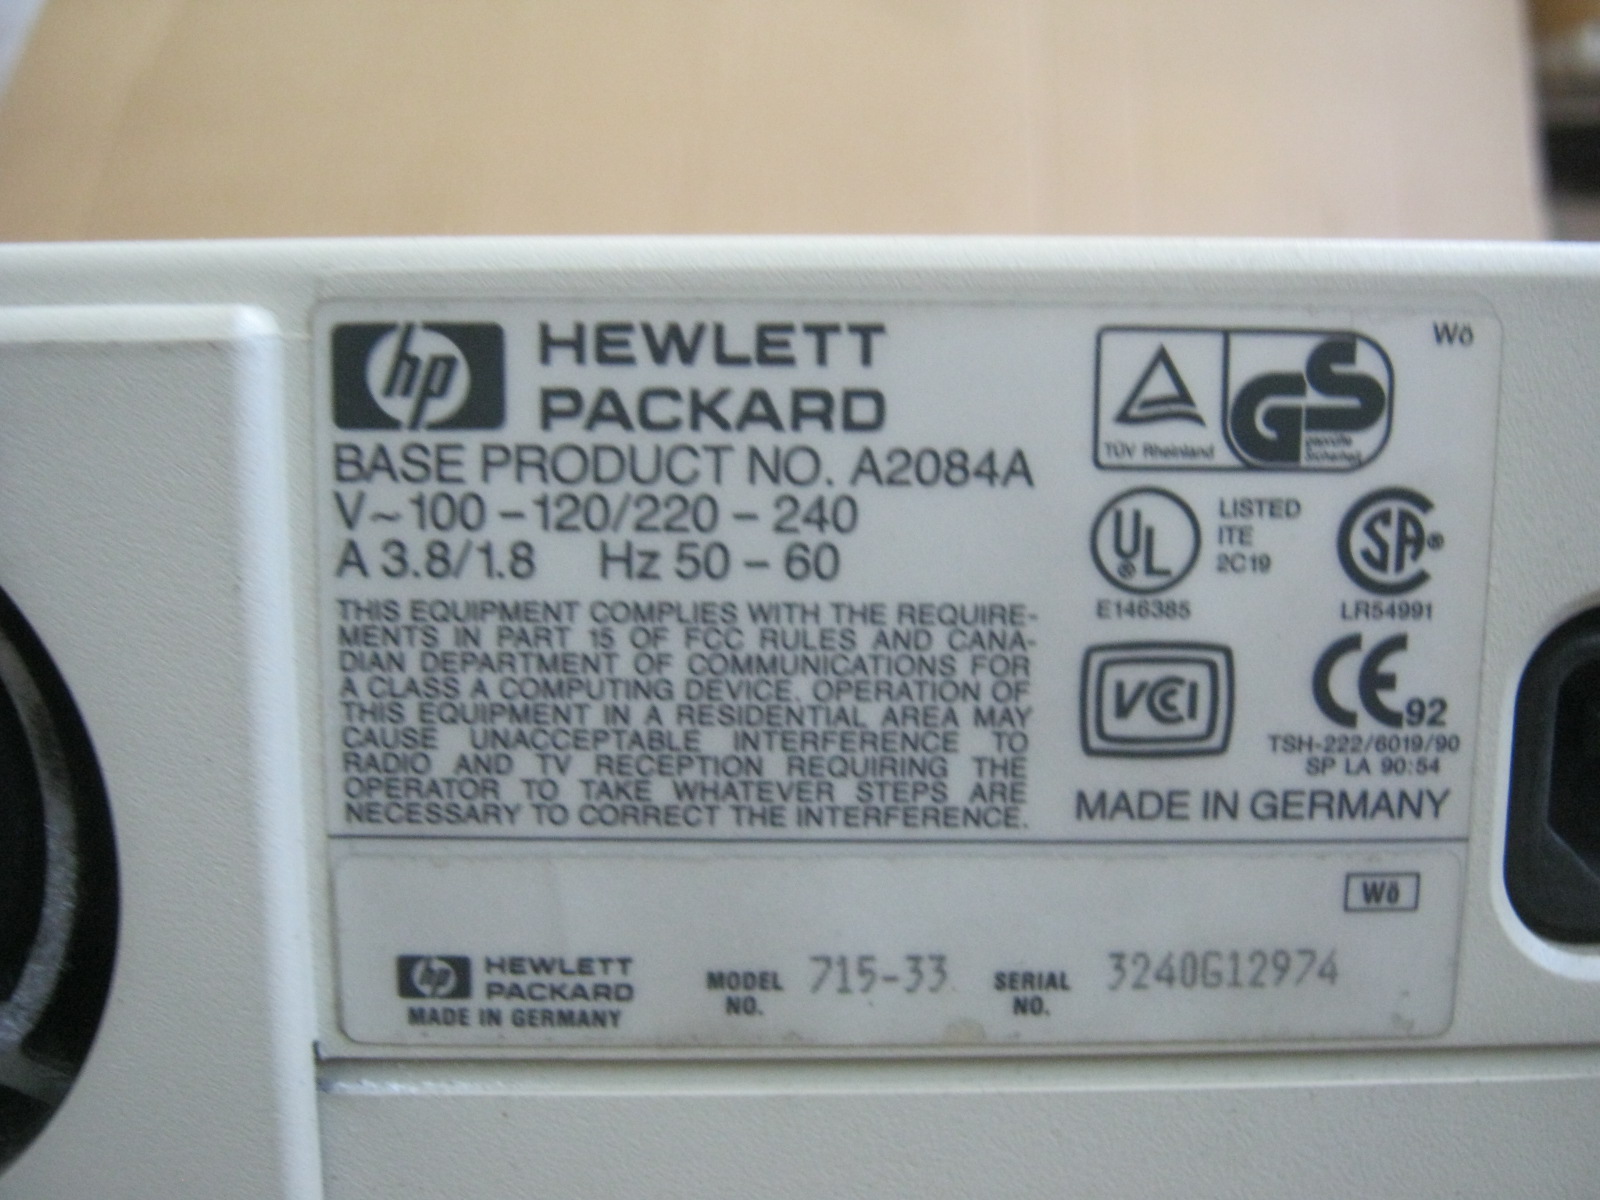 hp HEWLETT
PACKARD
BASE PRODUCT NO. A2084A
V~100-120/220-240
A 3.8/1.8 Hz 50-60
THIS EQUIPMENT COMPLIES WITH THE REQUIRE-
MENTS IN PART 15 OF FCC RULES AND CANA-
DIAN DEPARTMENT OF COMMUNICATIONS FOR
A CLASS A COMPUTING DEVICE. OPERATION OF
THIS EQUIPMENT IN A RESIDENTIAL AREA MAY
CAUSE UNACCEPTABLE INTERFERENCE TO
RADIO AND TV RECEPTION REQUIRING THE
OPERATOR TO TAKE WHATEVER STEPS ARE
NECESSARY TO CORRECT THE INTERFERENCE.
Wö
TÜV Rheinland
GS
geprüfte
Sicherheit
UL ®
LISTED
ITE
2C19
E146385
SA®
LR54991
VCCI
CE92
TSH-222/6019/90
SP LA 90:54
MADE IN GERMANY
Wö
hp HEWLETT
PACKARD
MADE IN GERMANY
MODEL
NO. 715-33
SERIAL
NO. 3240G12974